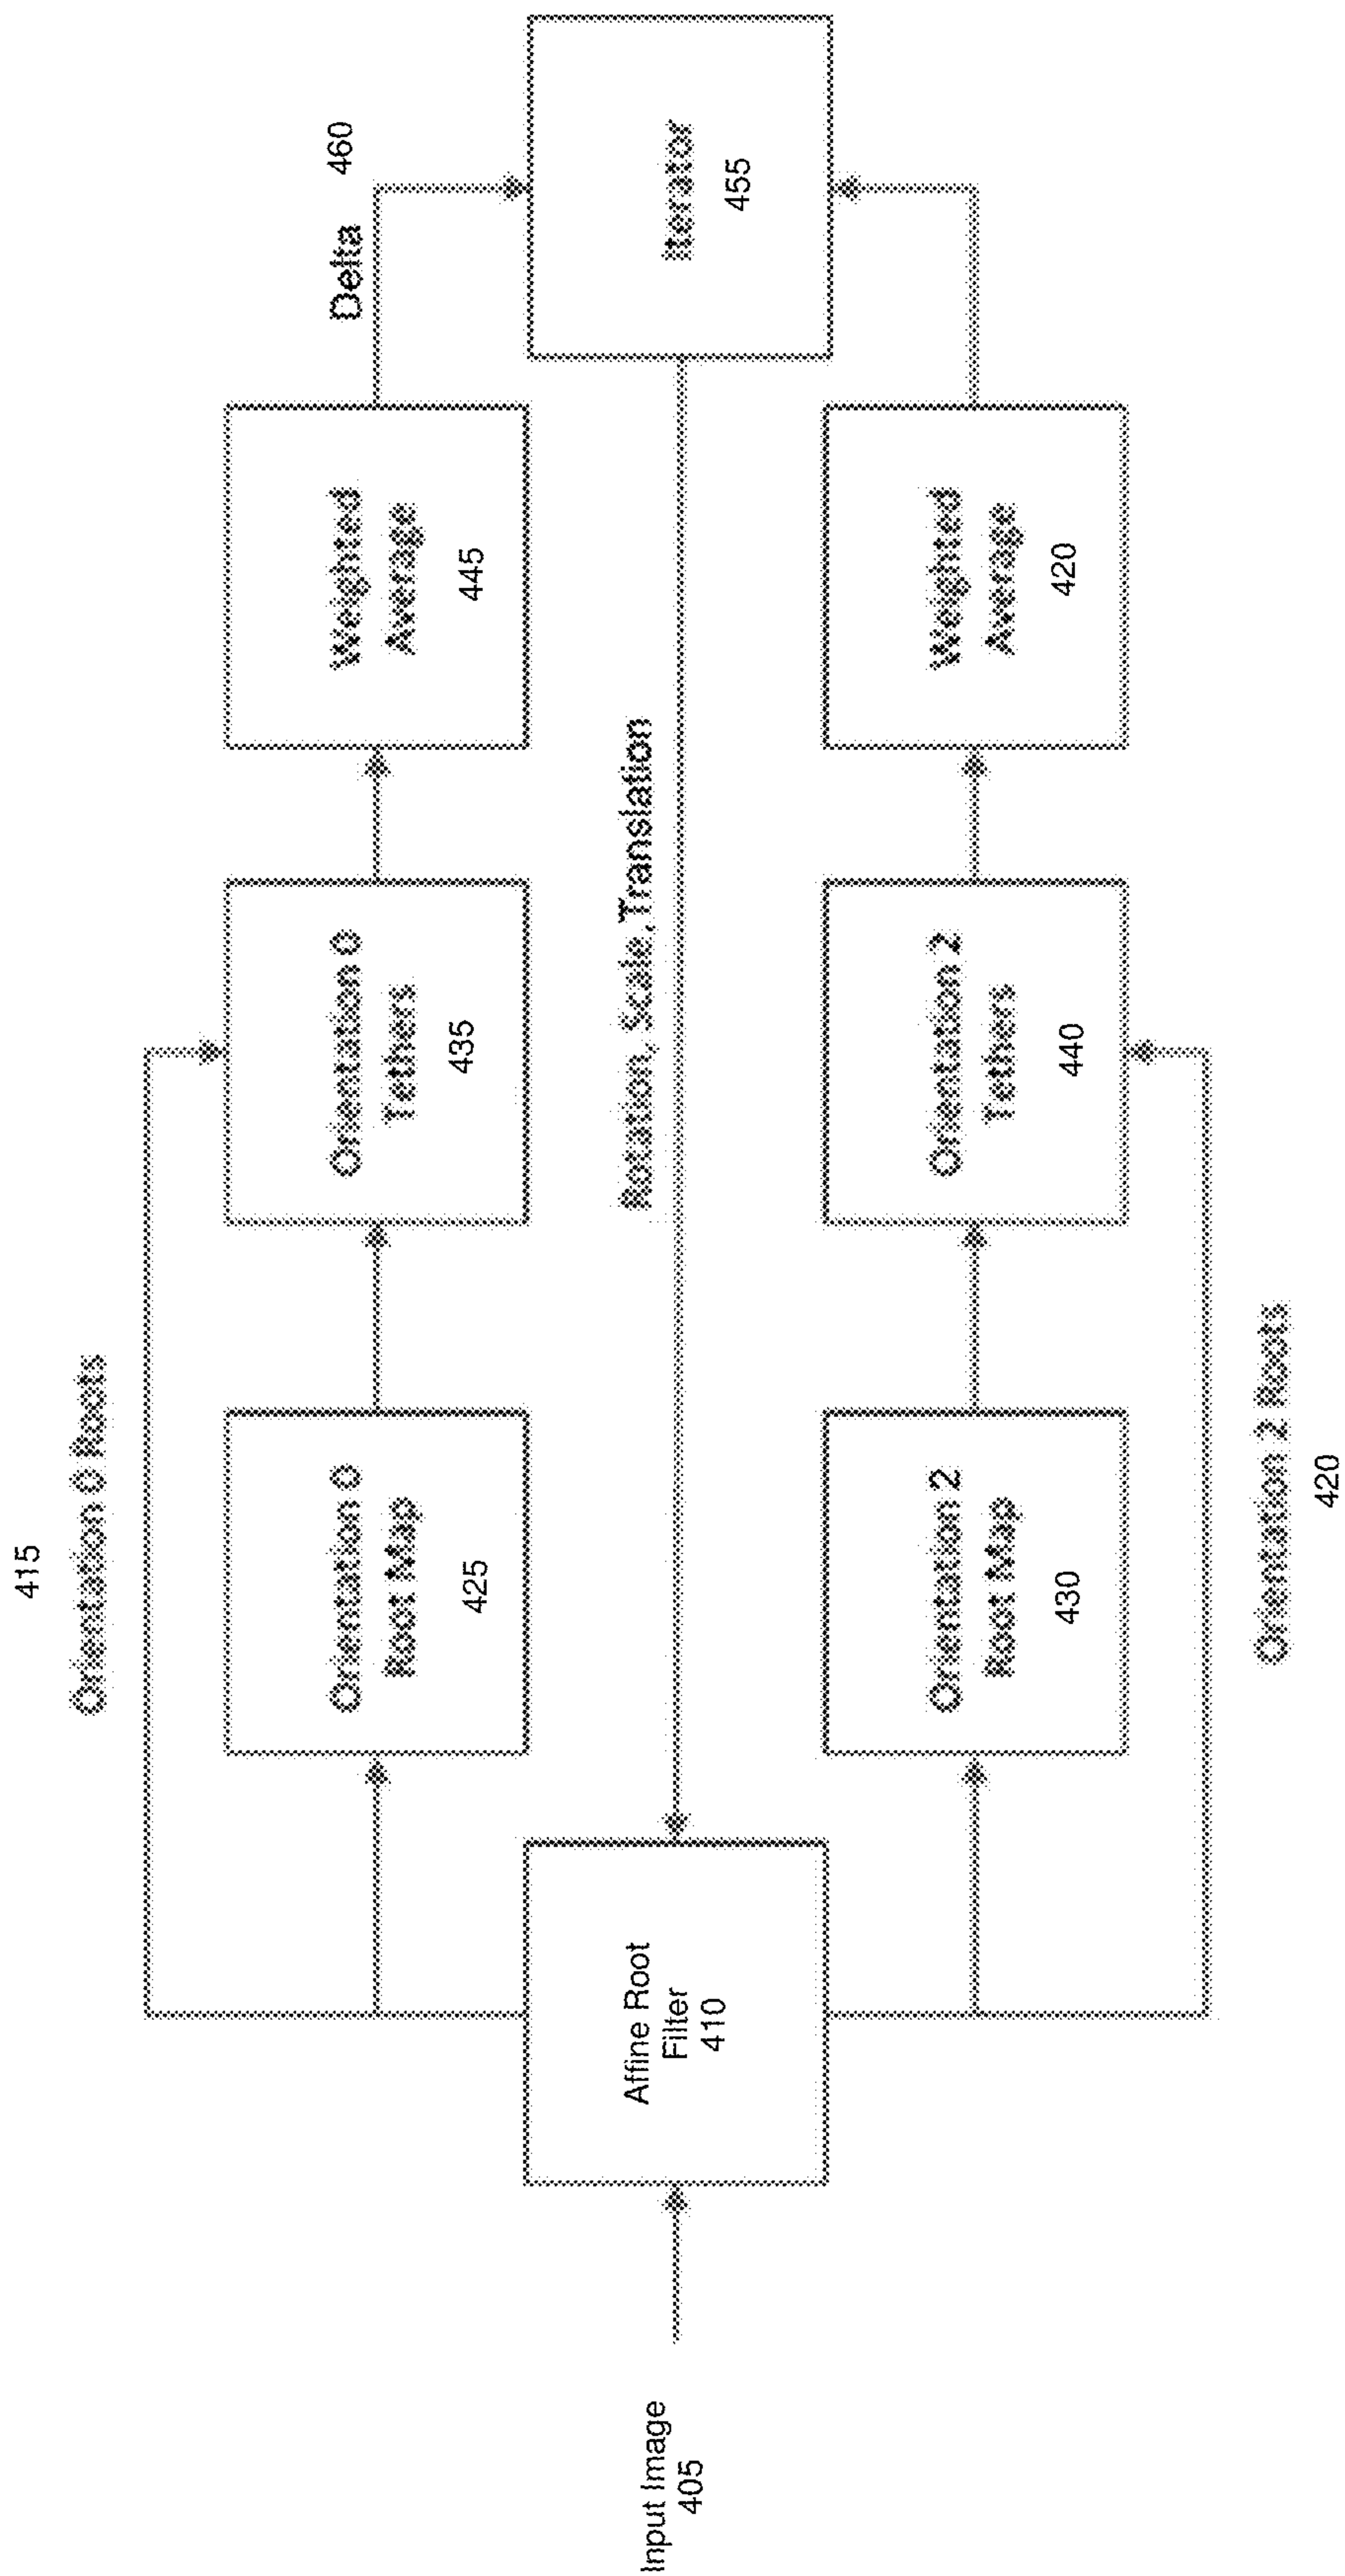 415
Orientation 0 Roots
Orientation 0
Root Map
425
Orientation 0
Tethers
435
Weighted
Average
445
Delta
460
Input Image
405
Affine Root
Filter
410
Rotation, Scale,Translation
Iterator
455
Orientation 2
Root Map
430
Orientation 2
Tethers
440
Weighted
Average
420
Orientation 2 Roots
420